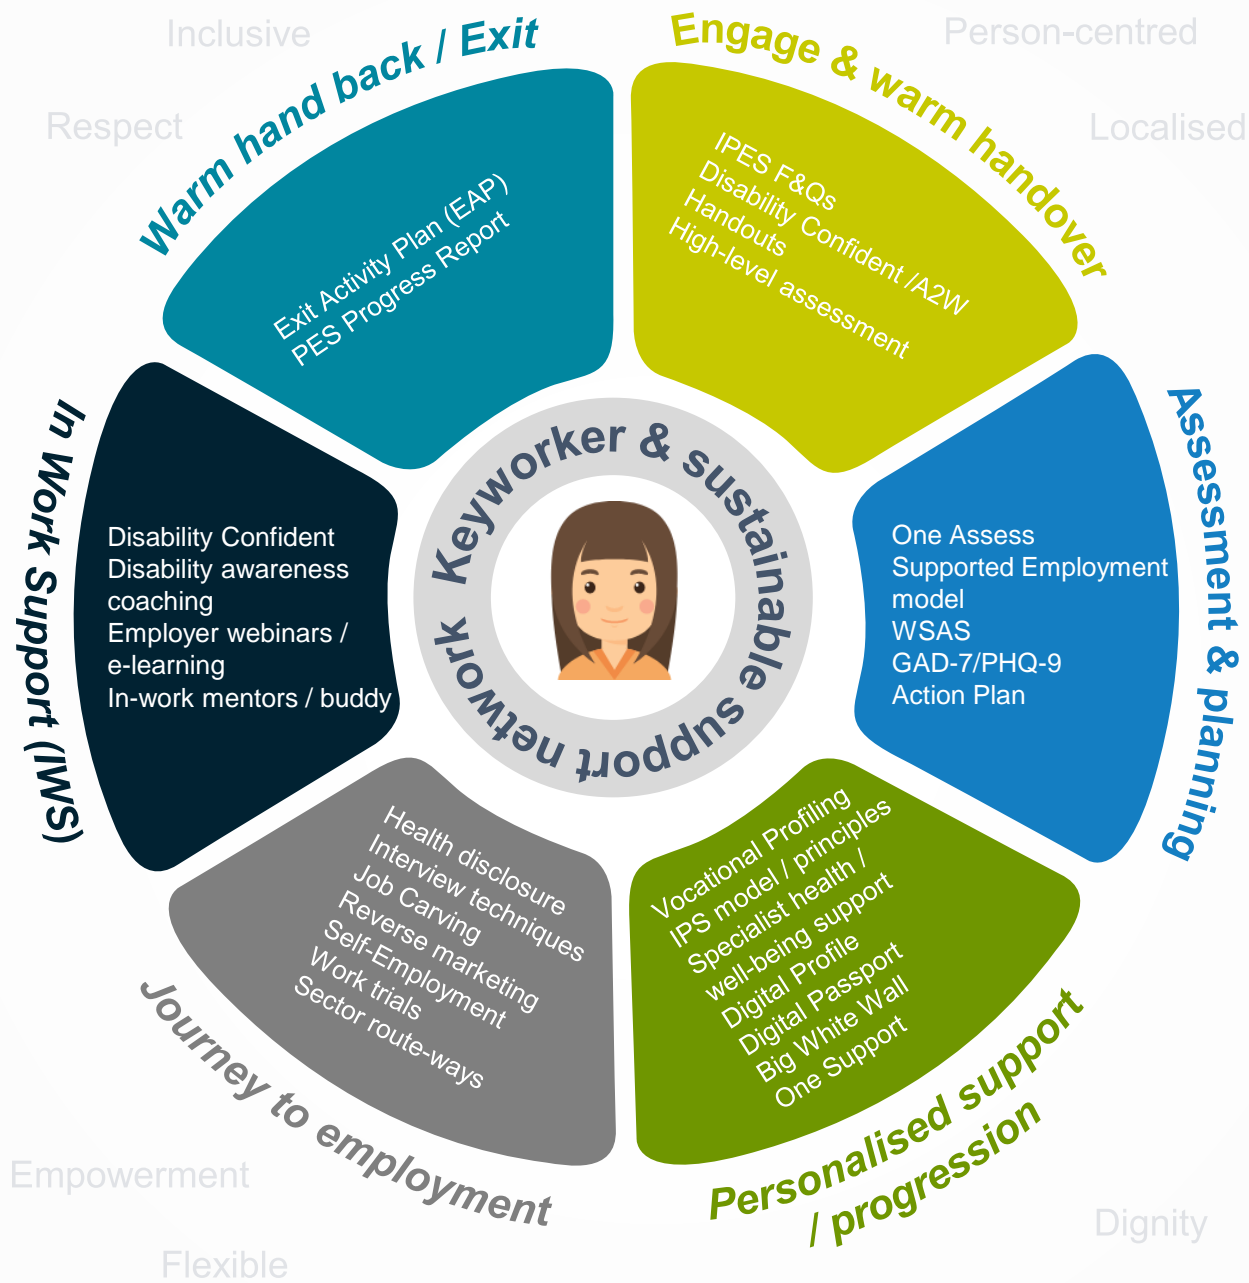 Inclusive
Person-centred
Respect
Localised
Engage & warm handover
IPES F&Qs
Disability Confident /A2W
Handouts
High-level assessment
Assessment & planning
One Assess
Supported Employment
model
WSAS
GAD-7/PHQ-9
Action Plan
Personalised support
/ progression
Vocational Profiling
IPS model / principles
Specialist health /
well-being support
Digital Profile
Digital Passport
Big White Wall
One Support
Journey to employment
Health disclosure
Interview techniques
Job Carving
Reverse marketing
Self-Employment
Work trials
Sector route-ways
In Work Support (IWS)
Disability Confident
Disability awareness
coaching
Employer webinars /
e-learning
In-work mentors / buddy
Warm hand back / Exit
Exit Activity Plan (EAP)
PES Progress Report
Keyworker & sustainable support network
Empowerment
Dignity
Flexible